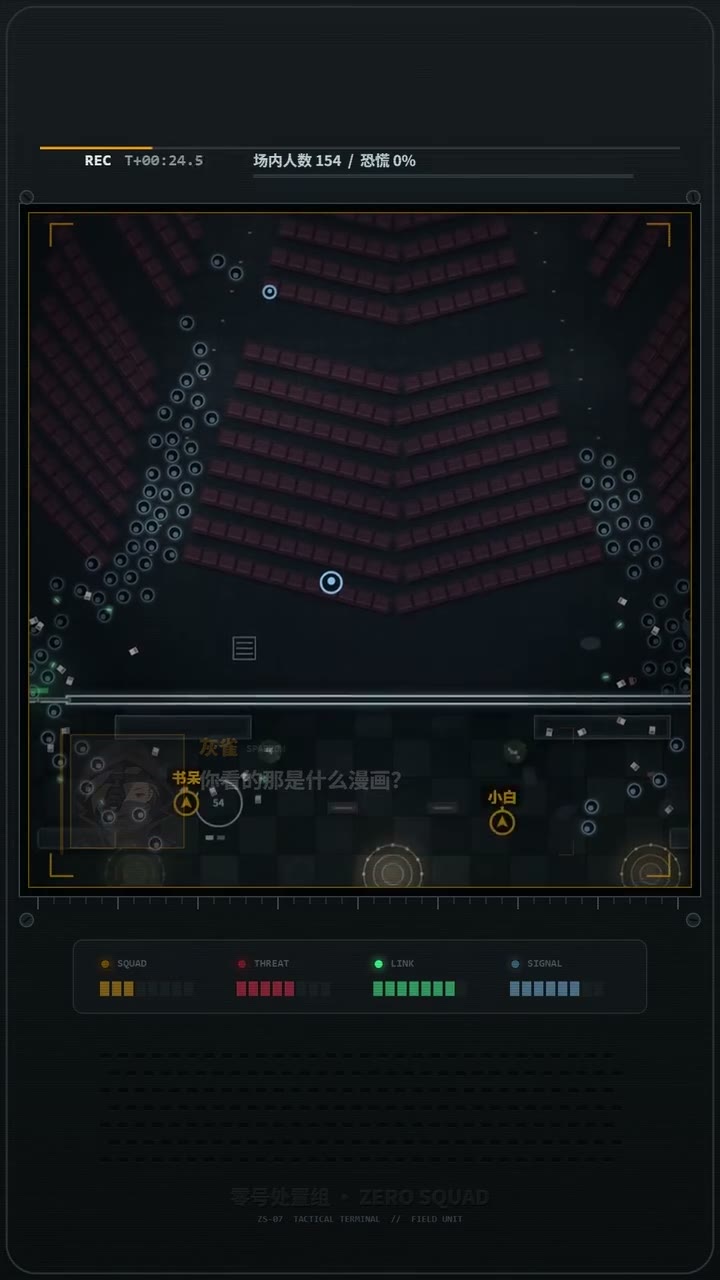 REC T+00:24.5 场内人数 154 / 恐慌 0%
灰雀 SPARROW
书呆 你看的那是什么漫画？
54
小白
SQUAD THREAT LINK SIGNAL
零号处置组 · ZERO SQUAD
ZS-07 TACTICAL TERMINAL // FIELD UNIT